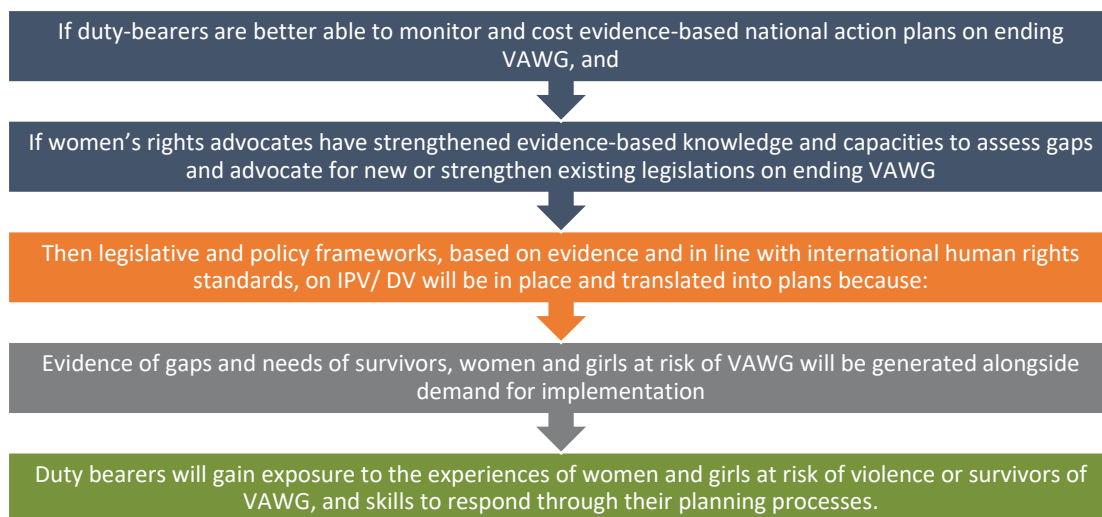 If duty-bearers are better able to monitor and cost evidence-based national action plans on ending
VAWG, and
If women’s rights advocates have strengthened evidence-based knowledge and capacities to assess gaps
and advocate for new or strengthen existing legislations on ending VAWG
Then legislative and policy frameworks, based on evidence and in line with international human rights
standards, on IPV/ DV will be in place and translated into plans because:
Evidence of gaps and needs of survivors, women and girls at risk of VAWG will be generated alongside
demand for implementation
Duty bearers will gain exposure to the experiences of women and girls at risk of violence or survivors of
VAWG, and skills to respond through their planning processes.